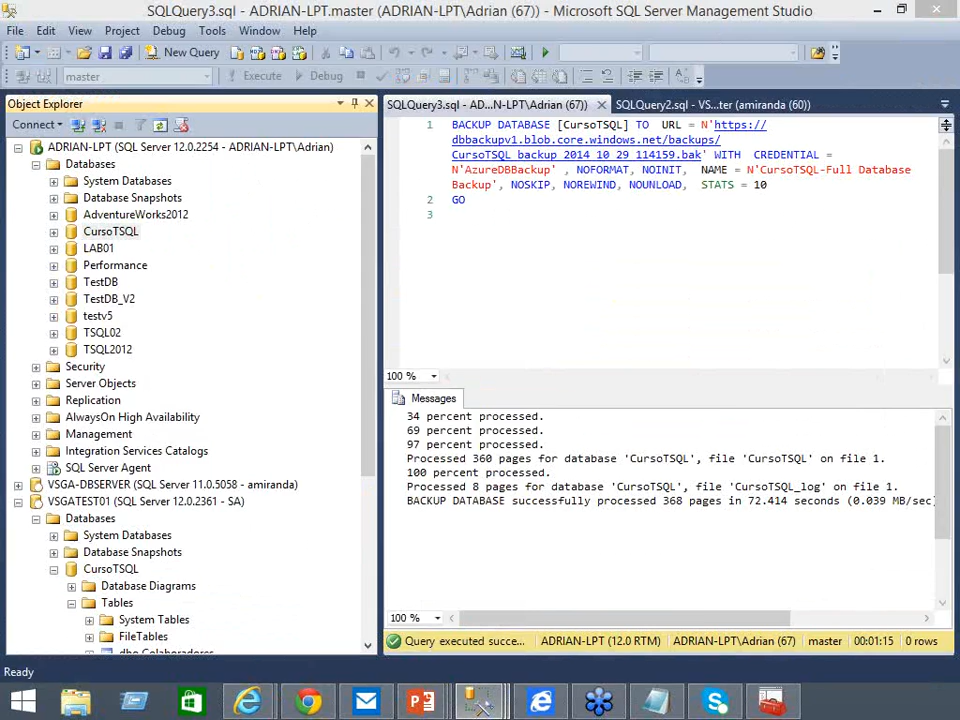 SQLQuery3.sql - ADRIAN-LPT.master (ADRIAN-LPT\Adrian (67)) - Microsoft SQL Server Management Studio
File Edit View Project Debug Tools Window Help
New Query
master Execute Debug
Object Explorer
SQLQuery3.sql - AD...N-LPT\Adrian (67)) SQLQuery2.sql - VS...ter (amiranda (60))
Connect
ADRIAN-LPT (SQL Server 12.0.2254 - ADRIAN-LPT\Adrian)
Databases
System Databases
Database Snapshots
AdventureWorks2012
CursoTSQL
LAB01
Performance
TestDB
TestDB_V2
testv5
TSQL02
TSQL2012
Security
Server Objects
Replication
AlwaysOn High Availability
Management
Integration Services Catalogs
SQL Server Agent
VSGA-DBSERVER (SQL Server 11.0.5058 - amiranda)
VSGATEST01 (SQL Server 12.0.2361 - SA)
Databases
System Databases
Database Snapshots
CursoTSQL
Database Diagrams
Tables
System Tables
FileTables
dbo.Colaboradores
1 BACKUP DATABASE [CursoTSQL] TO URL = N'https://
dbbackupv1.blob.core.windows.net/backups/
CursoTSQL_backup_2014_10_29_114159.bak' WITH CREDENTIAL =
N'AzureDBBackup' , NOFORMAT, NOINIT, NAME = N'CursoTSQL-Full Database
Backup', NOSKIP, NOREWIND, NOUNLOAD, STATS = 10
2 GO
3
100 %
Messages
34 percent processed.
69 percent processed.
97 percent processed.
Processed 360 pages for database 'CursoTSQL', file 'CursoTSQL' on file 1.
100 percent processed.
Processed 8 pages for database 'CursoTSQL', file 'CursoTSQL_log' on file 1.
BACKUP DATABASE successfully processed 368 pages in 72.414 seconds (0.039 MB/sec)
100 %
Query executed succe... ADRIAN-LPT (12.0 RTM) ADRIAN-LPT\Adrian (67) master 00:01:15 0 rows
Ready